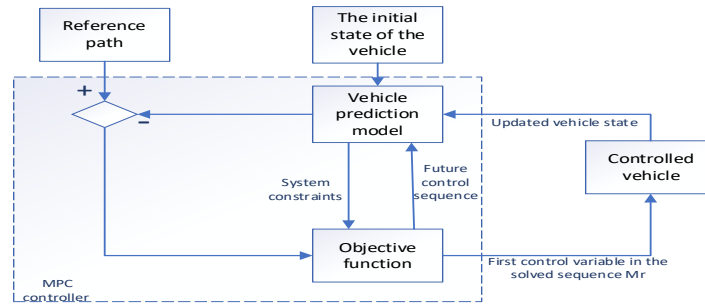 Reference
path
The initial
state of the
vehicle
+
−
Vehicle
prediction
model
Updated vehicle state
Controlled
vehicle
System
constraints
Future
control
sequence
Objective
function
First control variable in the
solved sequence Mr
MPC
controller